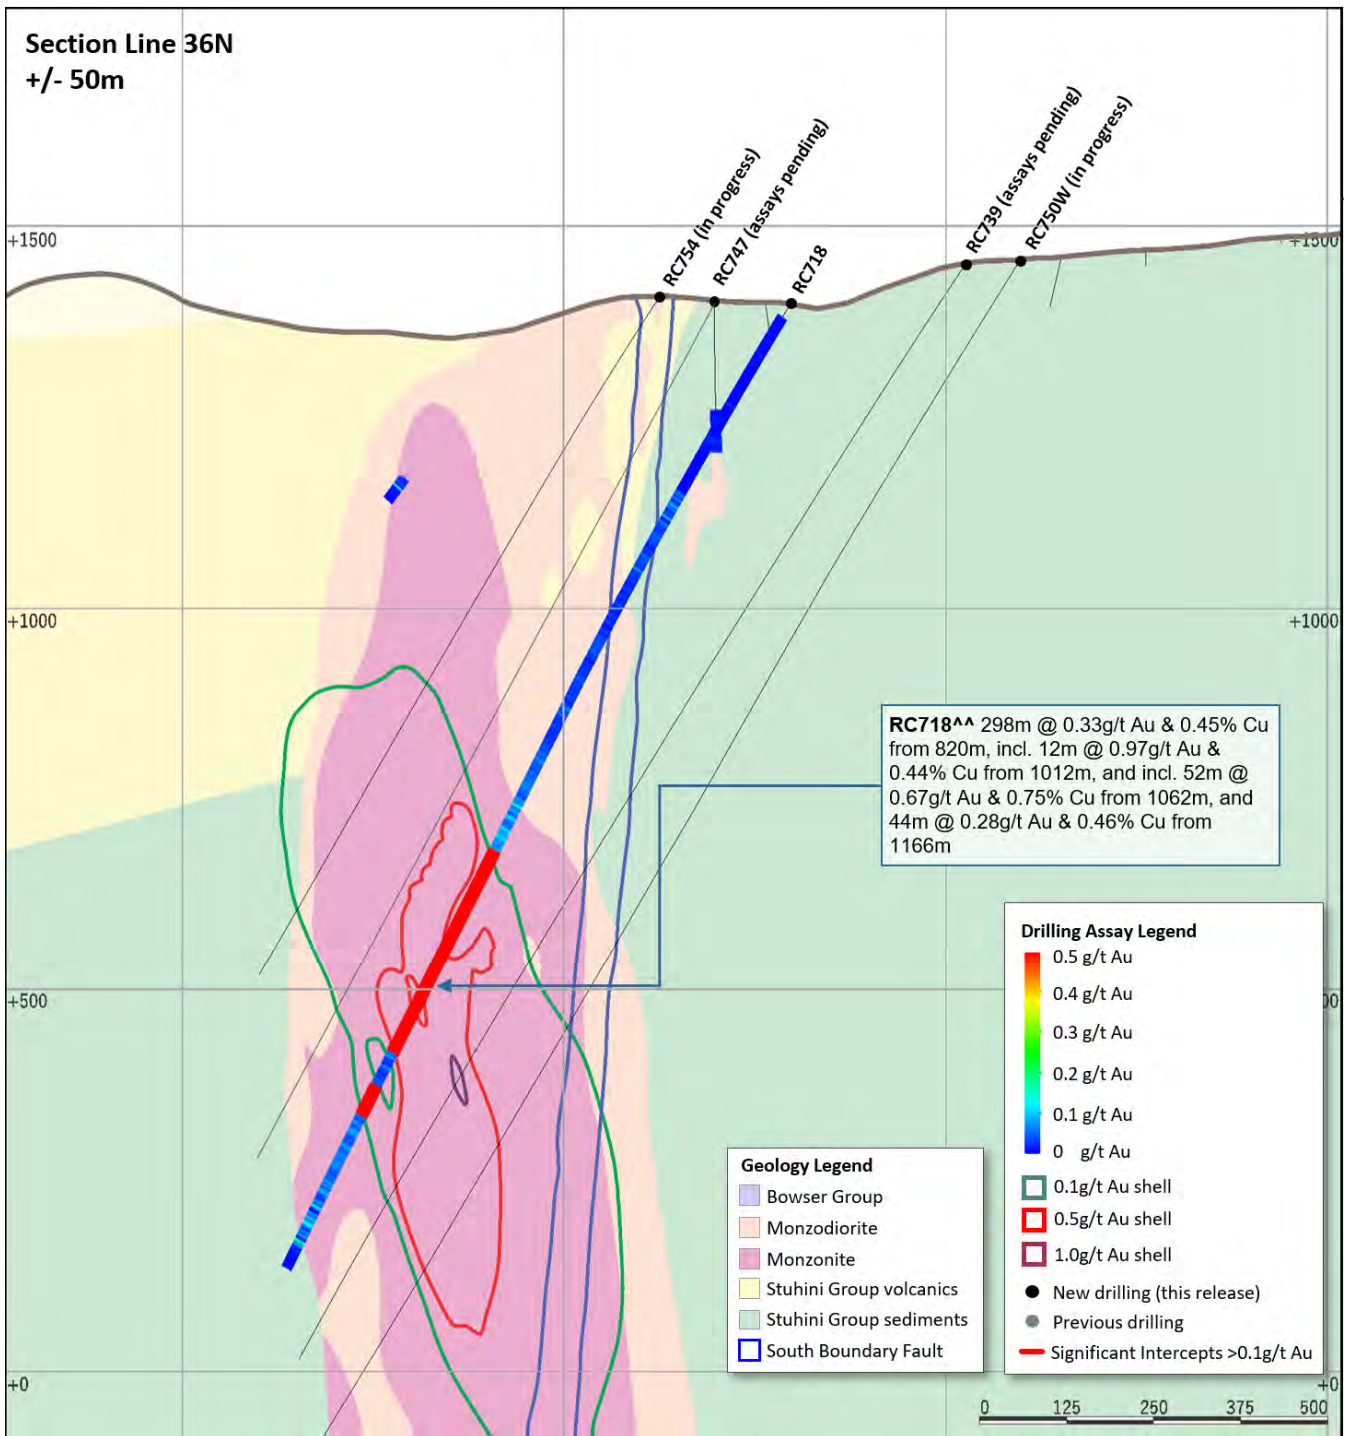 Section Line 36N
+/- 50m
RC754 (in progress)
RC747 (assays pending)
RC718
RC739 (assays pending)
RC750W (in progress)
+1500
+1500
+1000
+1000
RC718^^ 298m @ 0.33g/t Au & 0.45% Cu
from 820m, incl. 12m @ 0.97g/t Au &
0.44% Cu from 1012m, and incl. 52m @
0.67g/t Au & 0.75% Cu from 1062m, and
44m @ 0.28g/t Au & 0.46% Cu from
1166m
+500
00
Drilling Assay Legend
0.5 g/t Au
0.4 g/t Au
0.3 g/t Au
0.2 g/t Au
0.1 g/t Au
0 g/t Au
0.1g/t Au shell
0.5g/t Au shell
1.0g/t Au shell
New drilling (this release)
Previous drilling
Significant Intercepts >0.1g/t Au
Geology Legend
Bowser Group
Monzodiorite
Monzonite
Stuhini Group volcanics
Stuhini Group sediments
South Boundary Fault
+0
+0
0 125 250 375 500